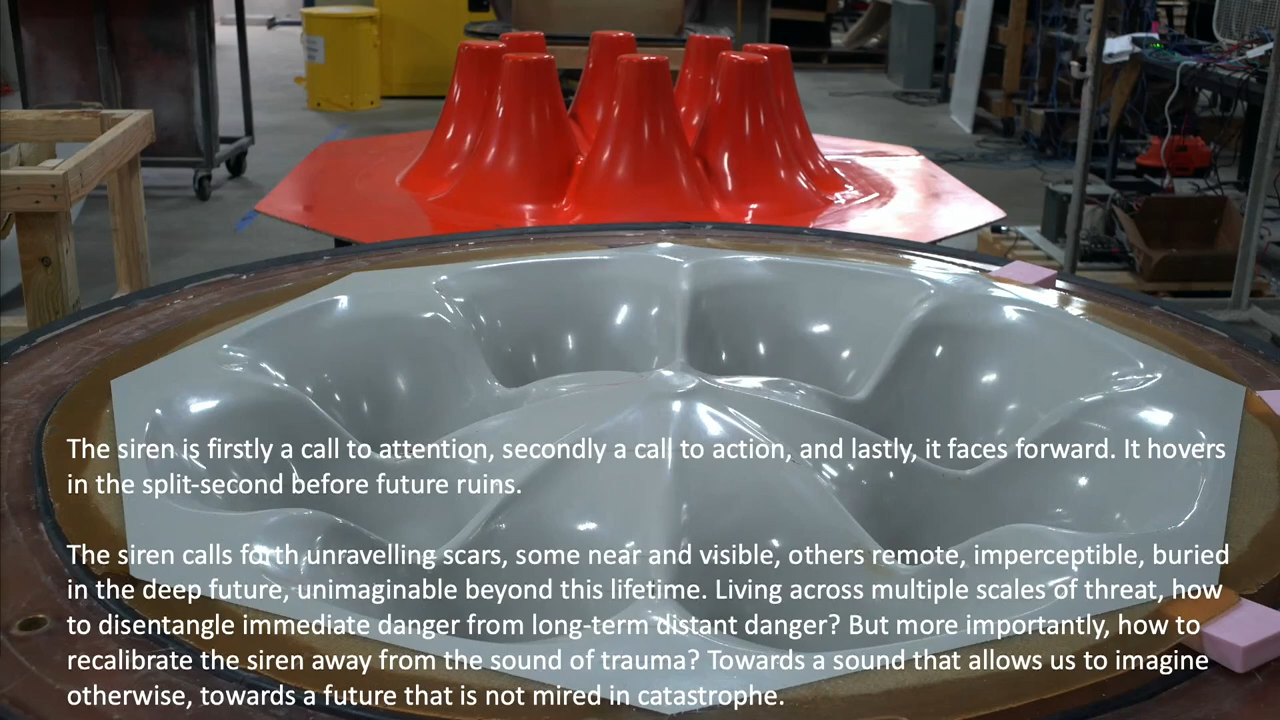 The siren is firstly a call to attention, secondly a call to action, and lastly, it faces forward. It hovers
in the split-second before future ruins.
The siren calls forth unravelling scars, some near and visible, others remote, imperceptible, buried
in the deep future, unimaginable beyond this lifetime. Living across multiple scales of threat, how
to disentangle immediate danger from long-term distant danger? But more importantly, how to
recalibrate the siren away from the sound of trauma? Towards a sound that allows us to imagine
otherwise, towards a future that is not mired in catastrophe.